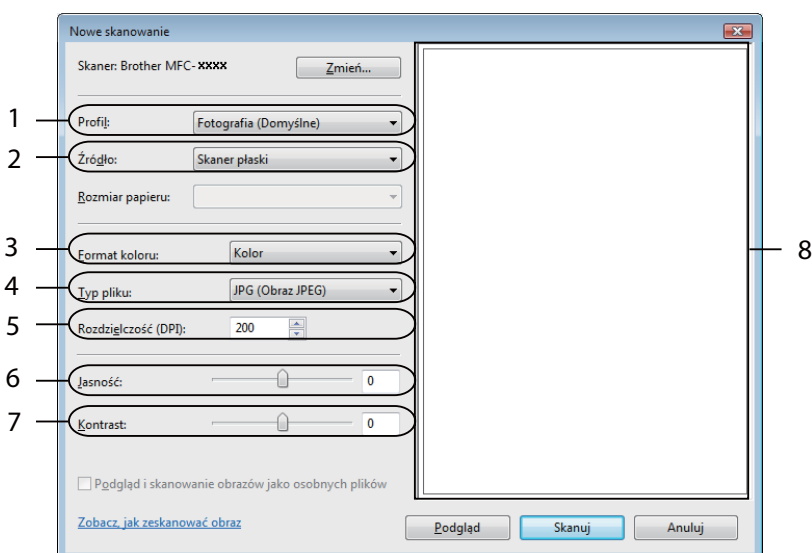 Nowe skanowanie
Skaner: Brother MFC-xxxx Zmień...
1 Profil: Fotografia (Domyślne)
2 Źródło: Skaner płaski
Rozmiar papieru:
3 Format koloru: Kolor
8
4 Typ pliku: JPG (Obraz JPEG)
5 Rozdzielczość (DPI): 200
6 Jasność: 0
7 Kontrast: 0
Podgląd i skanowanie obrazów jako osobnych plików
Zobacz, jak zeskanować obraz
Podgląd Skanuj Anuluj